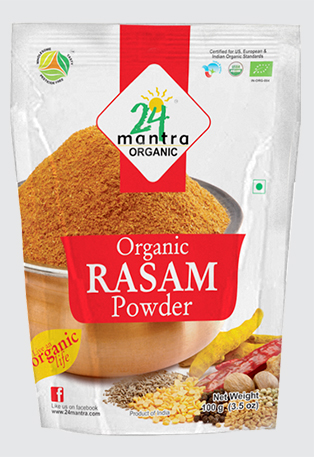 Certified for US, European &
Indian Organic Standards
24
mantra
ORGANIC
Organic
RASAM
Powder
organic
life
Net Weight
100 g (3.5 oz)
Like us on facebook
www.24mantra.com
Product of India